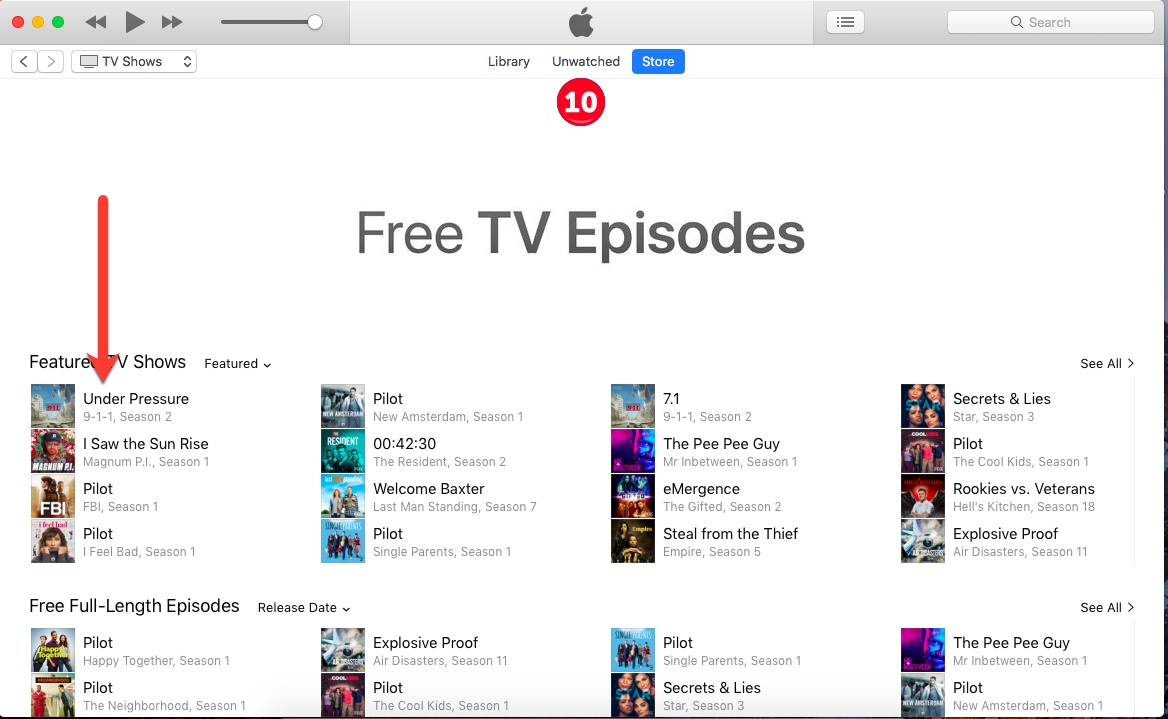 Search
TV Shows
Library
Unwatched
Store
10
Free TV Episodes
Featured TV Shows
Featured
See All
Under Pressure
9-1-1, Season 2
I Saw the Sun Rise
Magnum P.I., Season 1
Pilot
FBI, Season 1
Pilot
I Feel Bad, Season 1
Pilot
New Amsterdam, Season 1
00:42:30
The Resident, Season 2
Welcome Baxter
Last Man Standing, Season 7
Pilot
Single Parents, Season 1
7.1
9-1-1, Season 2
The Pee Pee Guy
Mr Inbetween, Season 1
eMergence
The Gifted, Season 2
Steal from the Thief
Empire, Season 5
Secrets & Lies
Star, Season 3
Pilot
The Cool Kids, Season 1
Rookies vs. Veterans
Hell's Kitchen, Season 18
Explosive Proof
Air Disasters, Season 11
Free Full-Length Episodes
Release Date
See All
Pilot
Happy Together, Season 1
Pilot
The Neighborhood, Season 1
Explosive Proof
Air Disasters, Season 11
Pilot
The Cool Kids, Season 1
Pilot
Single Parents, Season 1
Secrets & Lies
Star, Season 3
The Pee Pee Guy
Mr Inbetween, Season 1
Pilot
New Amsterdam, Season 1